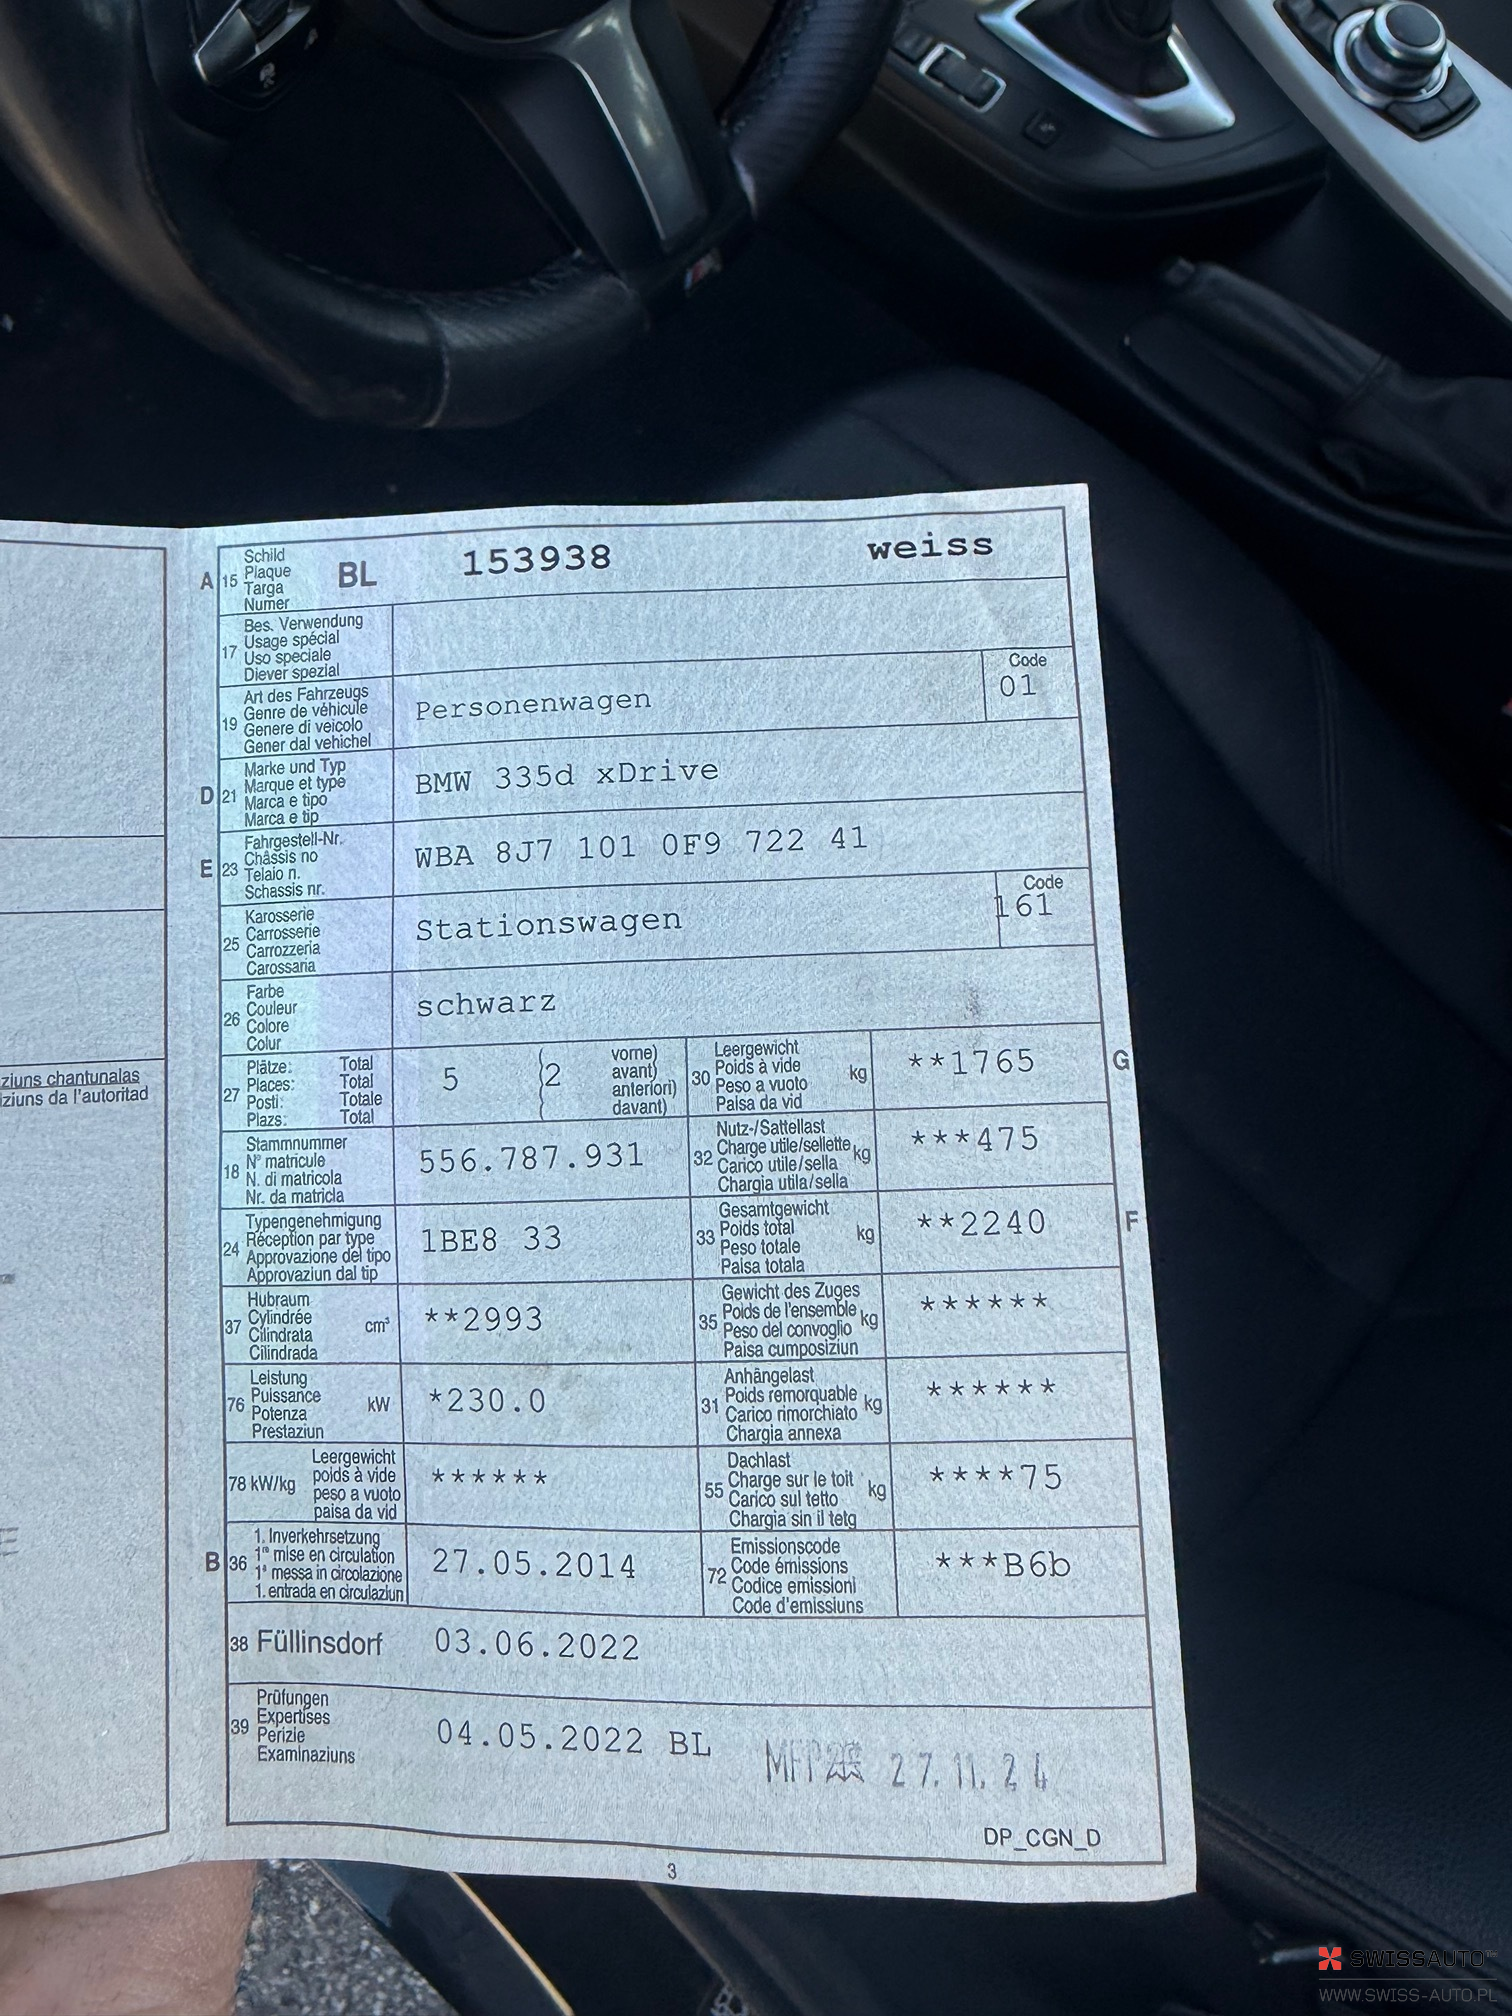 A 15 Schild Plaque Targa Numer BL 153938 weiss
17 Bes. Verwendung
Usage spécial
Uso speciale
Diever spezial
19 Art des Fahrzeugs
Genre de véhicule
Genere di veicolo
Gener dal vehichel
Personenwagen
Code
01
D 21 Marke und Typ
Marque et type
Marca e tipo
Marca e tip
BMW 335d xDrive
E 23 Fahrgestell-Nr.
Châssis no
Telaio n.
Schassis nr.
WBA 8J7 101 0F9 722 41
25 Karosserie
Carrosserie
Carrozzeria
Carossaria
Stationswagen
Code
161
26 Farbe
Couleur
Colore
Colur
schwarz
27 Plätze: Total
Places: Total
Posti: Totale
Plazs: Total
5
2
vorne)
avant)
anteriori)
davant)
30 Leergewicht
Poids à vide
Peso a vuoto
Paisa da vid
kg
**1765
G
18 Stammnummer
N° matricule
N. di matricola
Nr. da matricla
556.787.931
32 Nutz-/Sattellast
Charge utile/sellette
Carico utile/sella
Chargia utila/sella
kg
***475
24 Typengenehmigung
Réception par type
Approvazione del tipo
Approvaziun dal tip
1BE8 33
33 Gesamtgewicht
Poids total
Peso totale
Paisa totala
kg
**2240
F
37 Hubraum
Cylindrée
Cilindrata
Cilindrada
cm³
**2993
35 Gewicht des Zuges
Poids de l'ensemble
Peso del convoglio
Paisa cumposiziun
kg
******
76 Leistung
Puissance
Potenza
Prestaziun
kW
*230.0
31 Anhängelast
Poids remorquable
Carico rimorchiato
Chargia annexa
kg
******
78 kW/kg
Leergewicht
poids à vide
peso a vuoto
paisa da vid
******
55 Dachlast
Charge sur le toit
Carico sul tetto
Chargia sin il tetg
kg
****75
B 36 1. Inverkehrsetzung
1re mise en circulation
1a messa in circolazione
1. entrada en circulaziun
27.05.2014
72 Emissionscode
Code émissions
Codice emissioni
Code d'emissiuns
***B6b
38 Füllinsdorf 03.06.2022
39 Prüfungen
Expertises
Perizie
Examinaziuns
04.05.2022 BL
27.11.24
DP_CGN_D
3
ziuns chantunalas
ziuns da l'autoritad
SWISSAUTO
WWW.SWISS-AUTO.PL